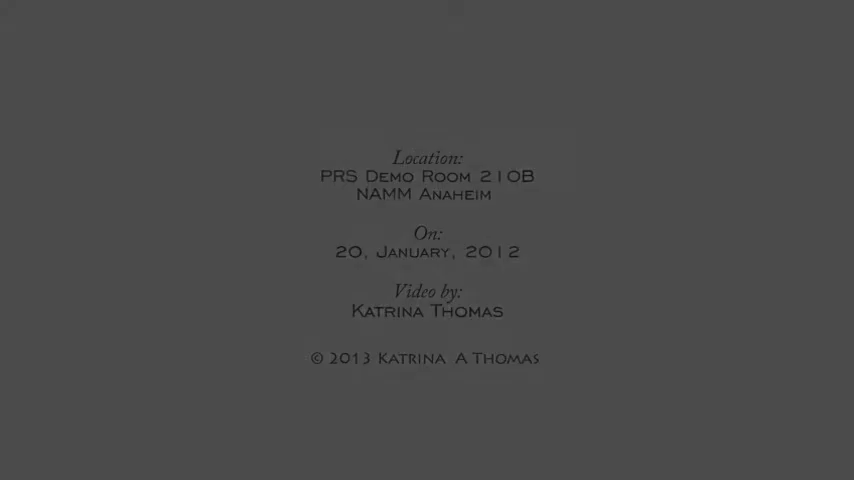 Location:
PRS Demo Room 210B
NAMM Anaheim
On:
20, January, 2012
Video by:
Katrina Thomas
© 2013 Katrina A Thomas